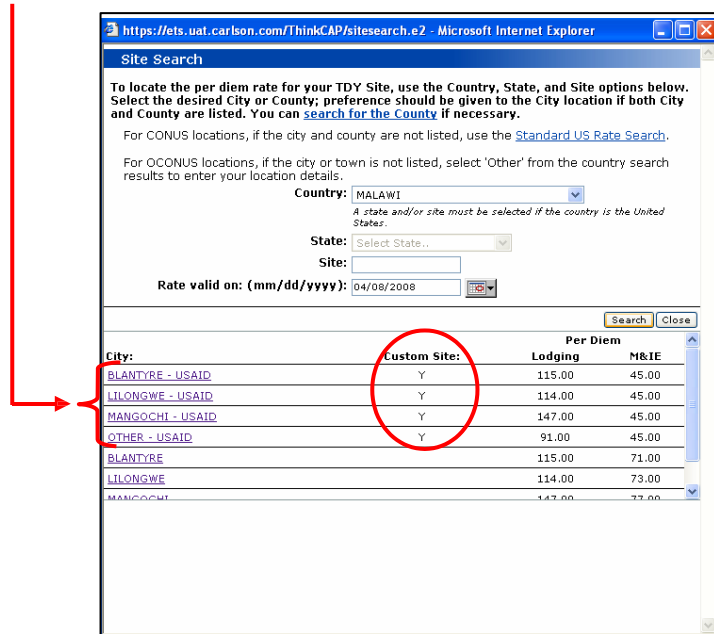 https://ets.uat.carlson.com/ThinkCAP/sitesearch.e2 - Microsoft Internet Explorer
Site Search
To locate the per diem rate for your TDY Site, use the Country, State, and Site options below.
Select the desired City or County; preference should be given to the City location if both City
and County are listed. You can search for the County if necessary.
For CONUS locations, if the city and county are not listed, use the Standard US Rate Search.
For OCONUS locations, if the city or town is not listed, select 'Other' from the country search
results to enter your location details.
Country: MALAWI
A state and/or site must be selected if the country is the United
States.
State: Select State..
Site:
Rate valid on: (mm/dd/yyyy): 04/08/2008
Search Close
Per Diem
City: Custom Site: Lodging M&IE
BLANTYRE - USAID Y 115.00 45.00
LILONGWE - USAID Y 114.00 45.00
MANGOCHI - USAID Y 147.00 45.00
OTHER - USAID Y 91.00 45.00
BLANTYRE 115.00 71.00
LILONGWE 114.00 73.00
MANGOCHI 147.00 77.00